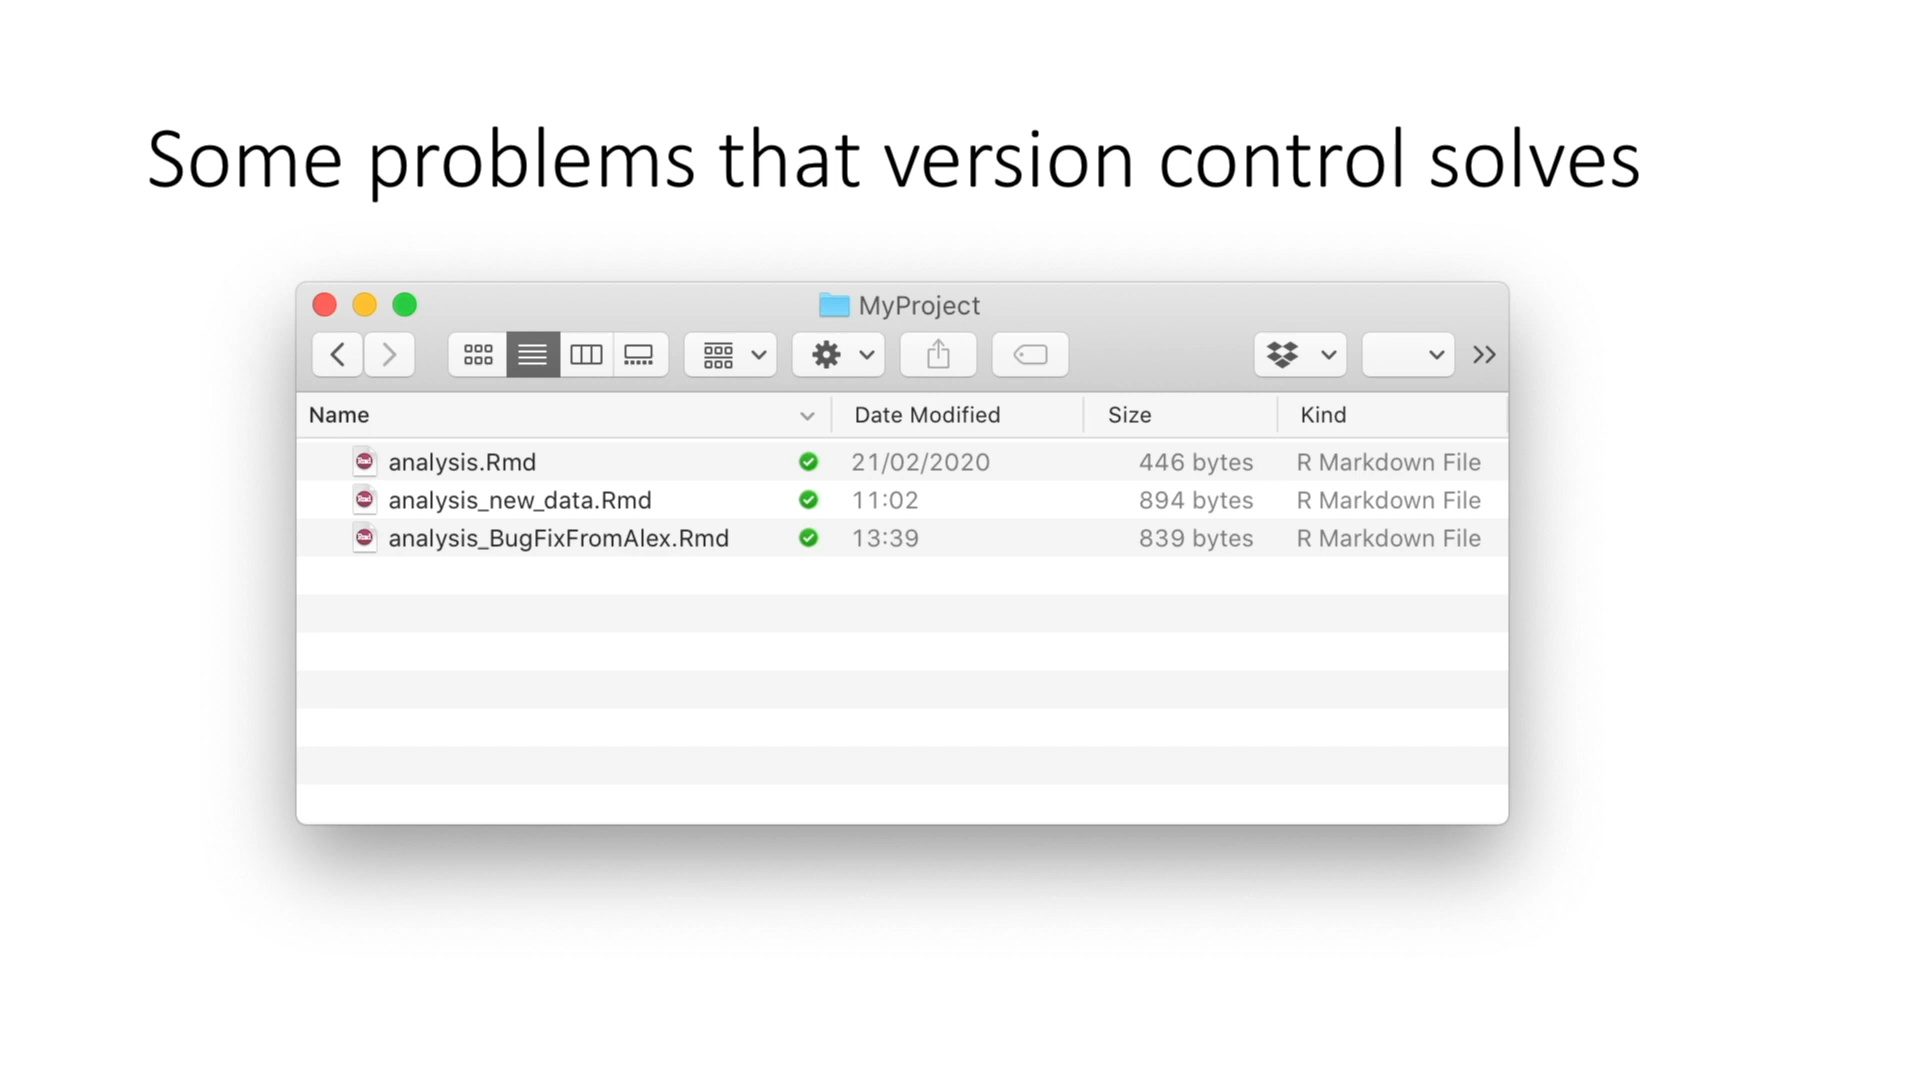 Some problems that version control solves
MyProject
Name Date Modified Size Kind
analysis.Rmd 21/02/2020 446 bytes R Markdown File
analysis_new_data.Rmd 11:02 894 bytes R Markdown File
analysis_BugFixFromAlex.Rmd 13:39 839 bytes R Markdown File